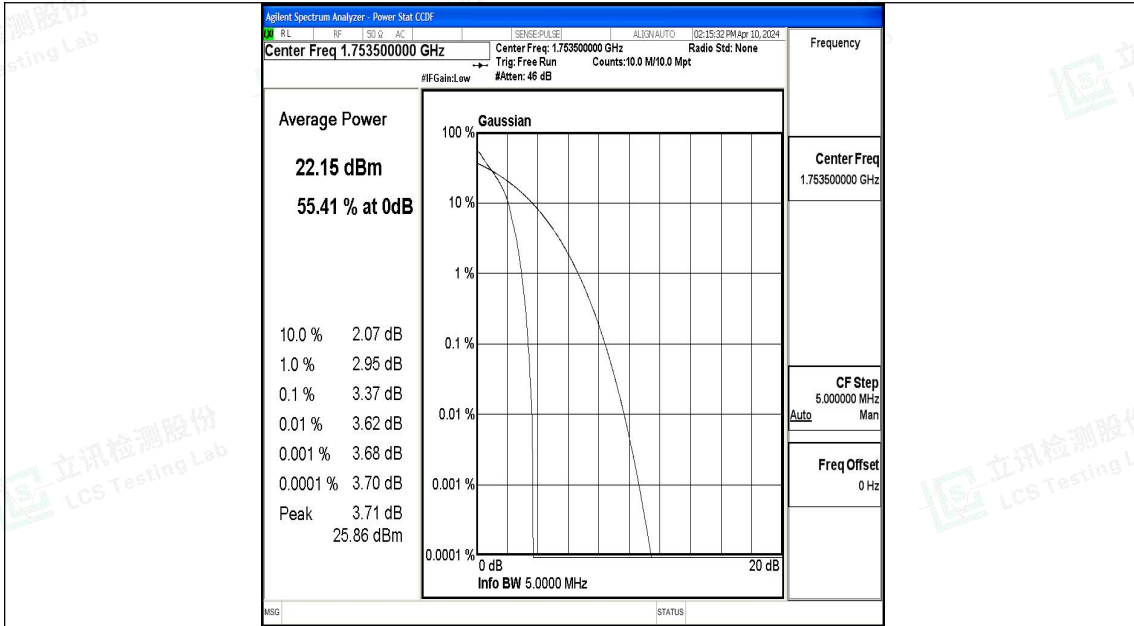 Agilent Spectrum Analyzer - Power Stat CCDF
RL RF 50 Ω AC SENSE:PULSE ALIGNAUTO 02:15:32 PM Apr 10, 2024
Center Freq 1.753500000 GHz
Center Freq: 1.753500000 GHz
Radio Std: None
Trig: Free Run
Counts:10.0 M/10.0 Mpt
#IFGain:Low
#Atten: 46 dB
Frequency
Average Power
22.15 dBm
55.41 % at 0dB
10.0 % 2.07 dB
1.0 % 2.95 dB
0.1 % 3.37 dB
0.01 % 3.62 dB
0.001 % 3.68 dB
0.0001 % 3.70 dB
Peak 3.71 dB
25.86 dBm
Gaussian
100 %
10 %
1 %
0.1 %
0.01 %
0.001 %
0.0001 %
0 dB
20 dB
Info BW 5.0000 MHz
Center Freq
1.753500000 GHz
CF Step
5.000000 MHz
Auto Man
Freq Offset
0 Hz
MSG
STATUS
测股份
Testing Lab
立讯检测股份
LCS Testing Lab
立讯检测股份
LCS Testing L